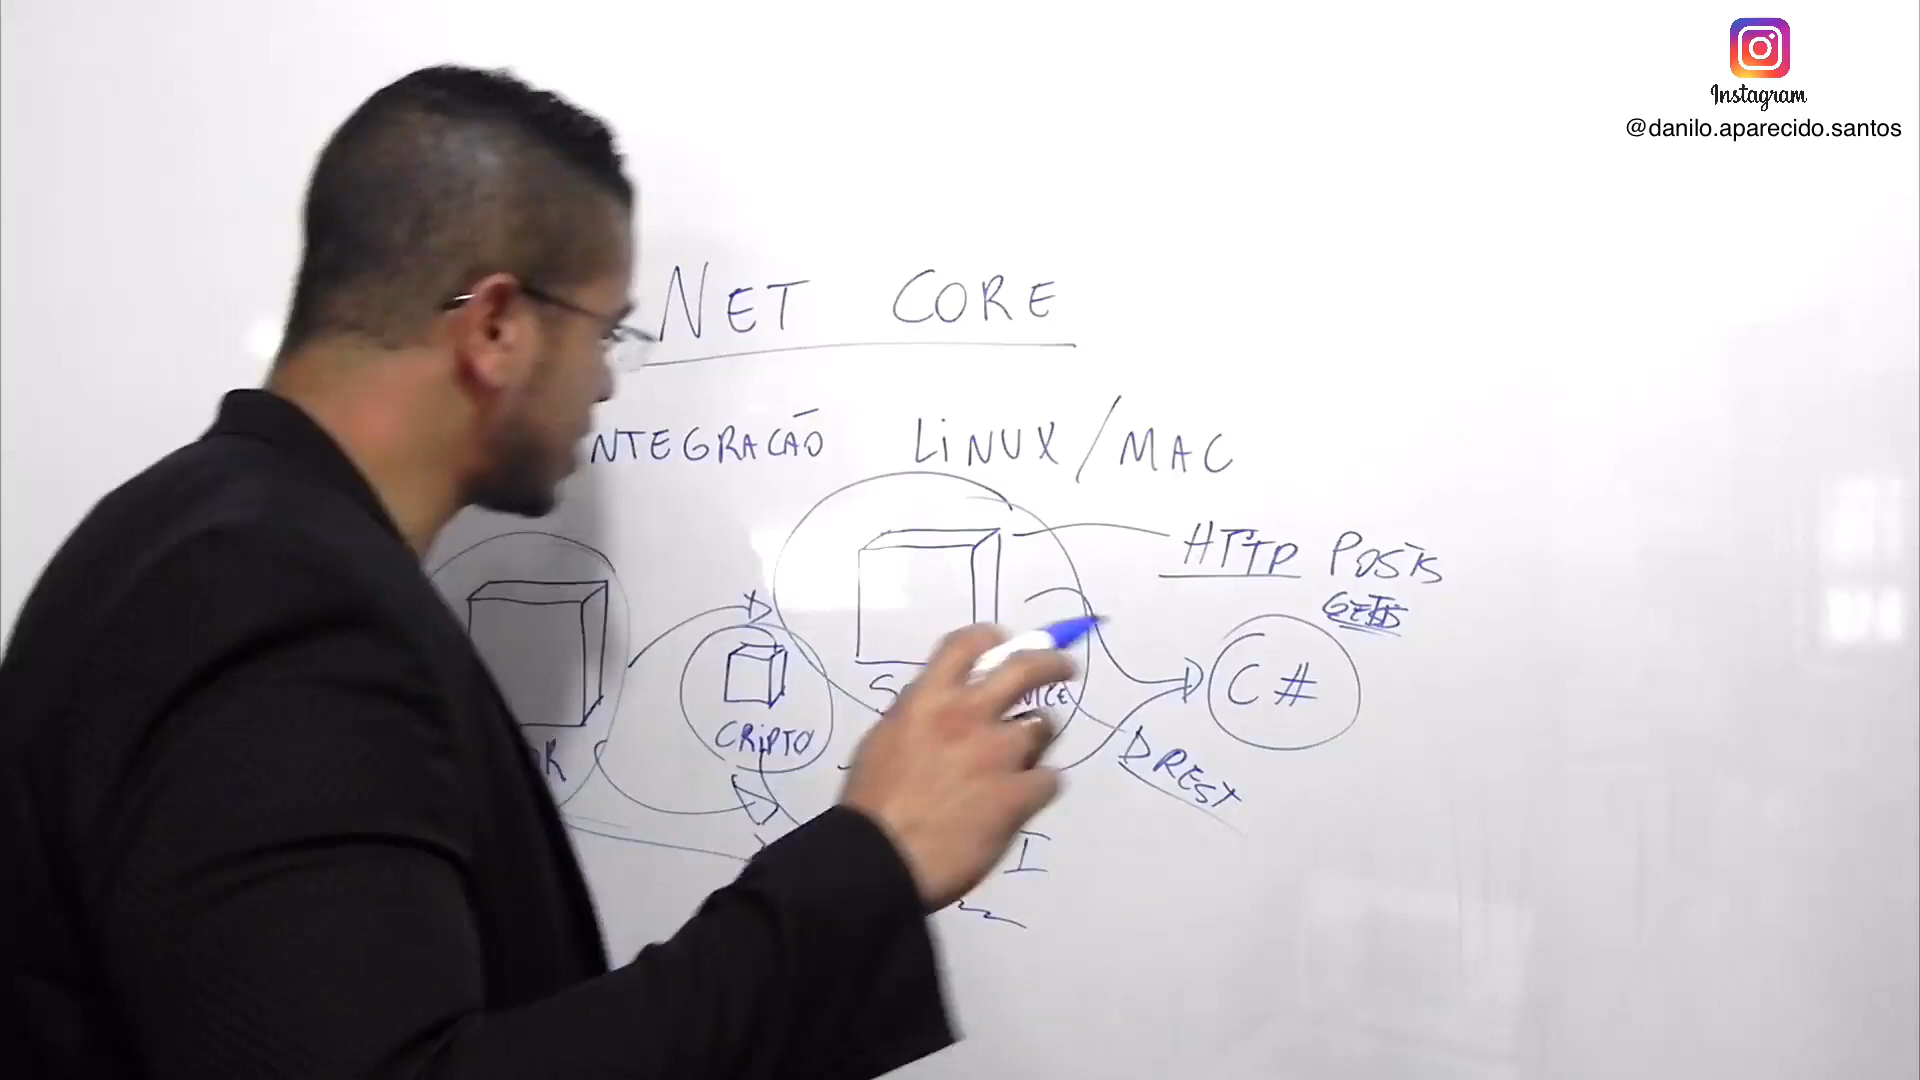 Instagram
@danilo.aparecido.santos
NET CORE
NTEGRAÇÃO LiNUX/MAC
HTTP POSTS
GETS
C#
CRiPTO
REST
I